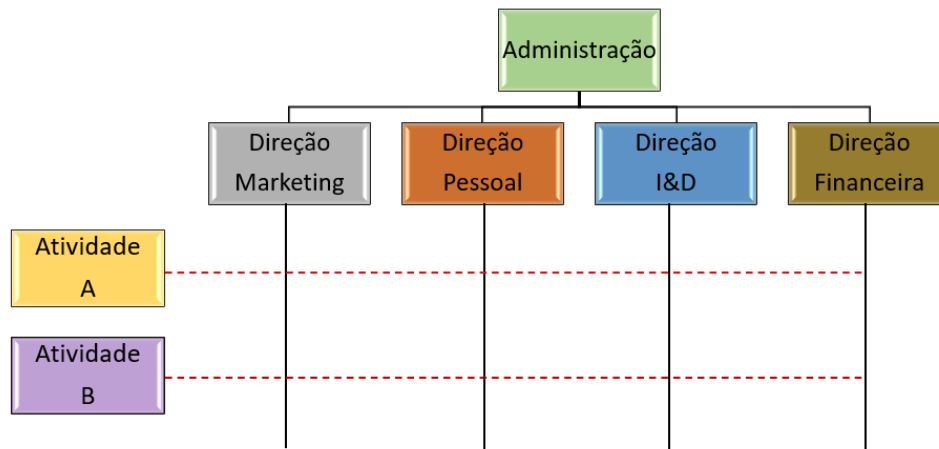 Administração
Direção
Marketing
Direção
Pessoal
Direção
I&D
Direção
Financeira
Atividade
A
Atividade
B